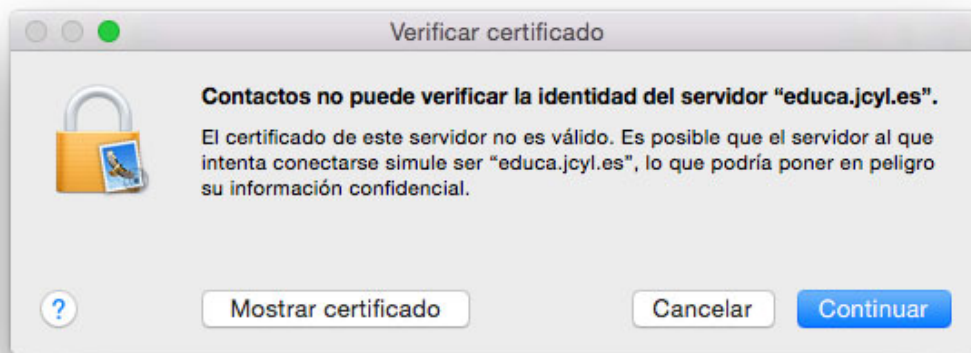 Verificar certificado
Contactos no puede verificar la identidad del servidor “educa.jcyl.es”.
El certificado de este servidor no es válido. Es posible que el servidor al que
intenta conectarse simule ser “educa.jcyl.es”, lo que podría poner en peligro
su información confidencial.
? Mostrar certificado Cancelar Continuar